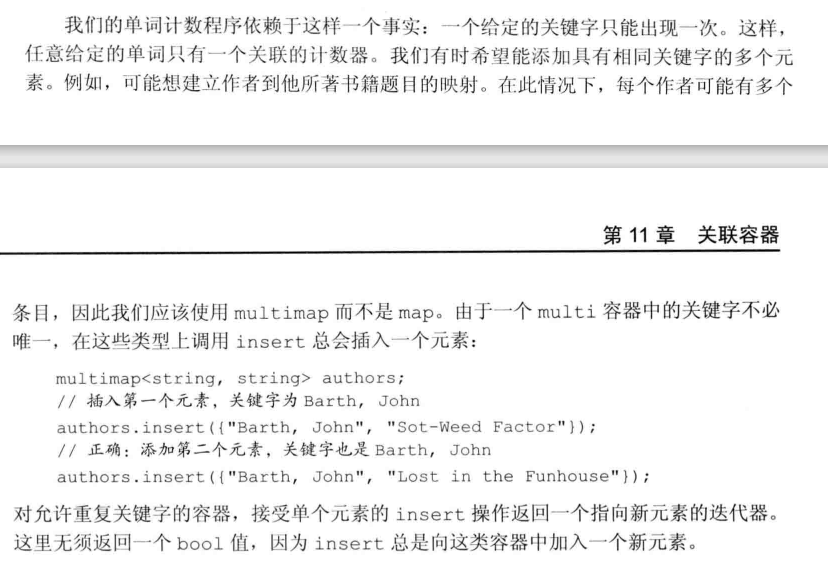 我们的单词计数程序依赖于这样一个事实：一个给定的关键字只能出现一次。这样，
任意给定的单词只有一个关联的计数器。我们有时希望能添加具有相同关键字的多个元
素。例如，可能想建立作者到他所著书籍题目的映射。在此情况下，每个作者可能有多个
第 11 章 关联容器
条目，因此我们应该使用 multimap 而不是 map。由于一个 multi 容器中的关键字不必
唯一，在这些类型上调用 insert 总会插入一个元素：
multimap<string, string> authors;
// 插入第一个元素，关键字为 Barth, John
authors.insert({"Barth, John", "Sot-Weed Factor"});
// 正确：添加第二个元素，关键字也是 Barth, John
authors.insert({"Barth, John", "Lost in the Funhouse"});
对允许重复关键字的容器，接受单个元素的 insert 操作返回一个指向新元素的迭代器。
这里无须返回一个 bool 值，因为 insert 总是向这类容器中加入一个新元素。